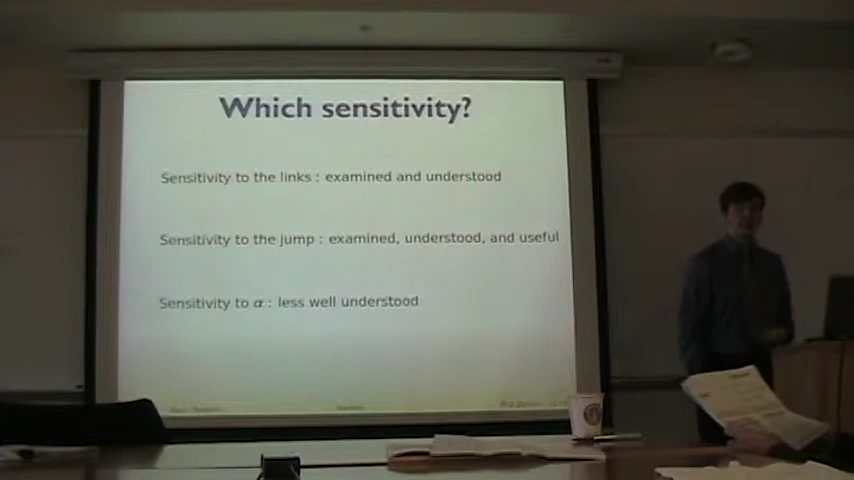 Which sensitivity?
Sensitivity to the links : examined and understood
Sensitivity to the jump : examined, understood, and useful
Sensitivity to α : less well understood